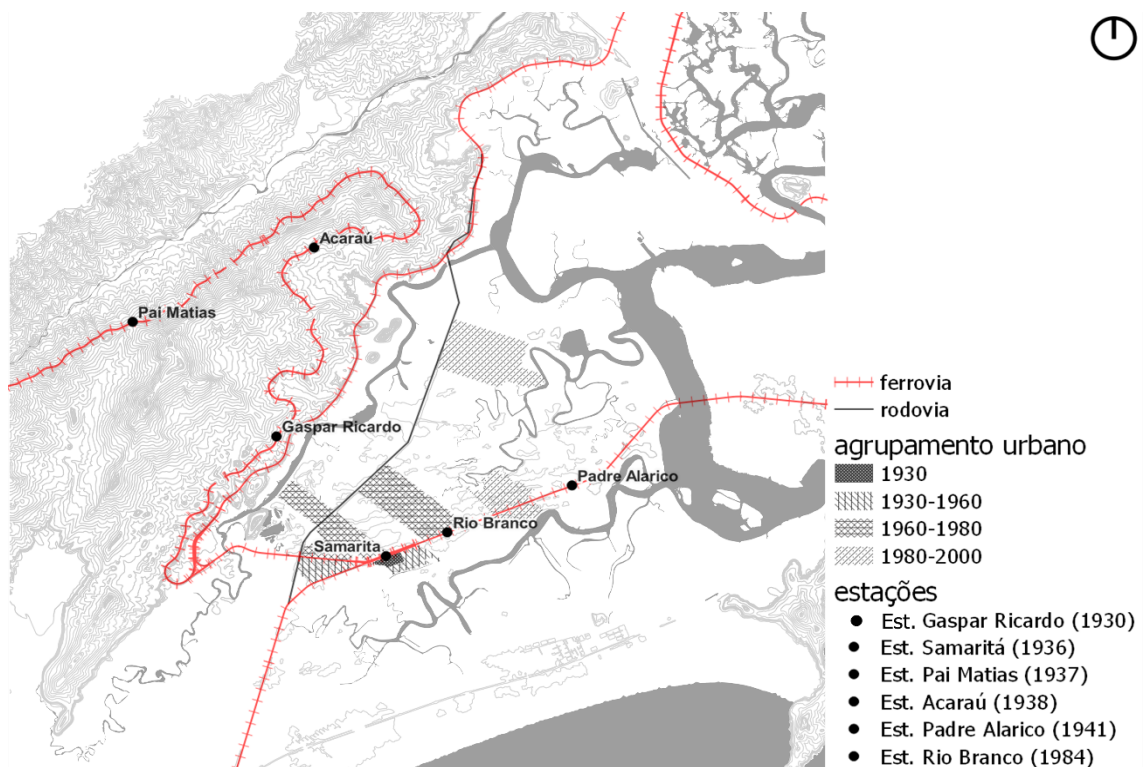 Acaraú
Pai Matias
Gaspar Ricardo
Padre Alarico
Rio Branco
Samarita
ferrovia
rodovia
agrupamento urbano
1930
1930-1960
1960-1980
1980-2000
estações
Est. Gaspar Ricardo (1930)
Est. Samaritá (1936)
Est. Pai Matias (1937)
Est. Acaraú (1938)
Est. Padre Alarico (1941)
Est. Rio Branco (1984)